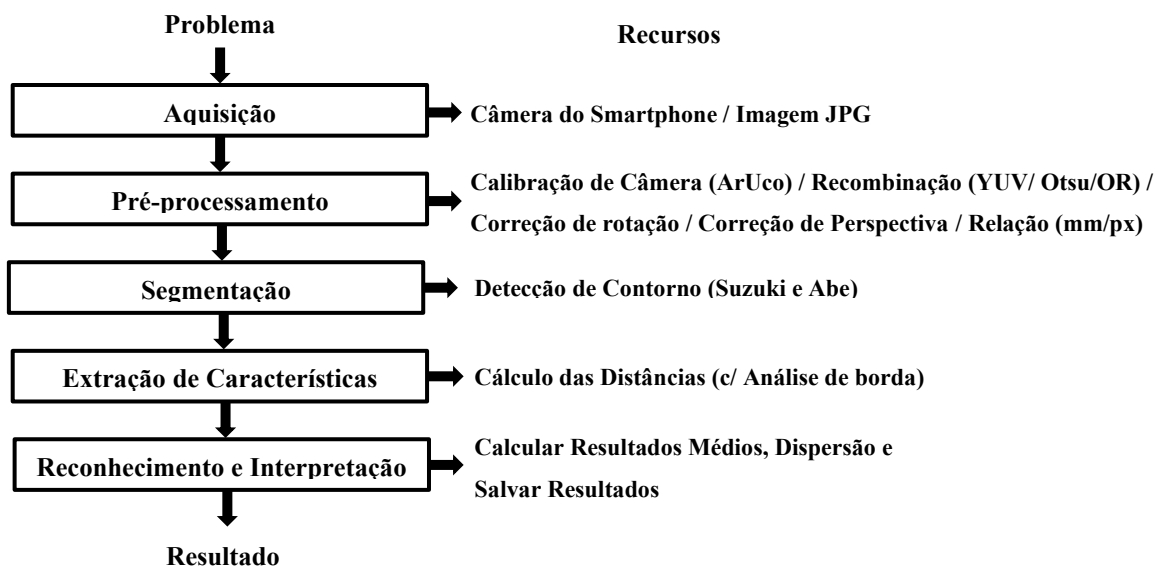 Problema
Recursos
Aquisição
Câmera do Smartphone / Imagem JPG
Pré-processamento
Calibração de Câmera (ArUco) / Recombinação (YUV/ Otsu/OR) /
Correção de rotação / Correção de Perspectiva / Relação (mm/px)
Segmentação
Detecção de Contorno (Suzuki e Abe)
Extração de Características
Cálculo das Distâncias (c/ Análise de borda)
Reconhecimento e Interpretação
Calcular Resultados Médios, Dispersão e
Salvar Resultados
Resultado